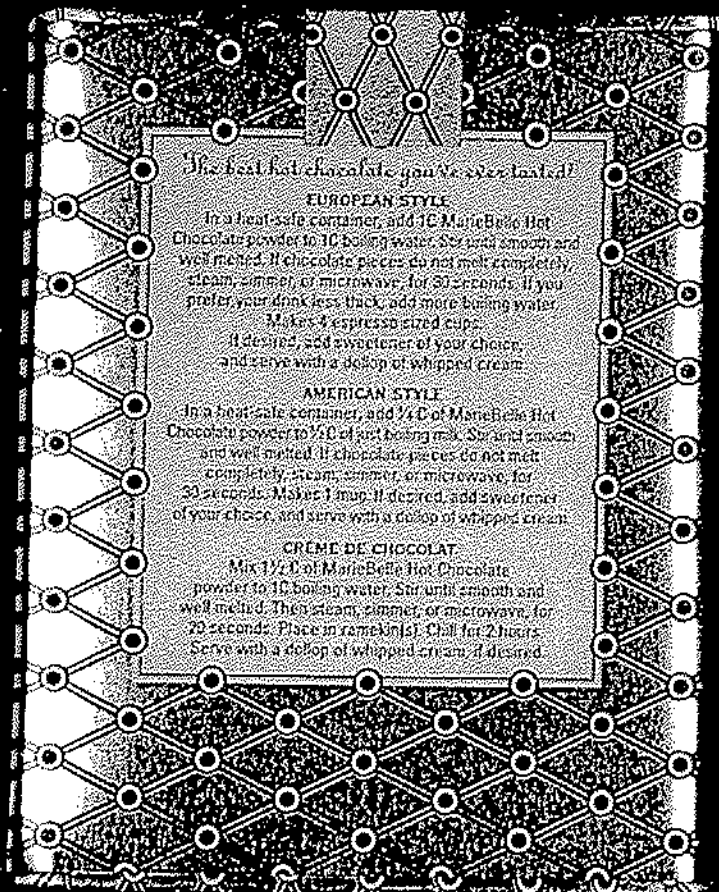 The best hot chocolate you've ever tasted!
EUROPEAN STYLE
In a heat-safe container, add 1C MarieBelle Hot
Chocolate powder to 1C boiling water. Stir until smooth and
well melted. If chocolate pieces do not melt completely,
steam, simmer, or microwave, for 30 seconds. If you
prefer your drink less thick, add more boiling water.
Makes 4 espresso sized cups.
If desired, add sweetener of your choice,
and serve with a dollop of whipped cream.
AMERICAN STYLE
In a heat-safe container, add C of MarieBelle Hot
Chocolate powder to C of just boiling milk. Stir until smooth
and well melted. If chocolate pieces do not melt
completely, steam, simmer, or microwave, for
30 seconds. Makes 1 mug. If desired, add sweetener
of your choice, and serve with a dollop of whipped cream.
CRÈME DE CHOCOLAT
Mix 1½ C of MarieBelle Hot Chocolate
powder to 1C boiling water. Stir until smooth and
well melted. Then steam, simmer, or microwave, for
seconds. Place in ramekin(s). Chill for 2 hours.
Serve with a dollop of whipped cream, if desired.